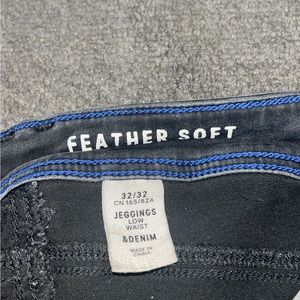 FEATHER SOFT
32/32
CN 165/82A
JEGGINGS
LOW
WAIST
&DENIM
MADE IN
CHINA